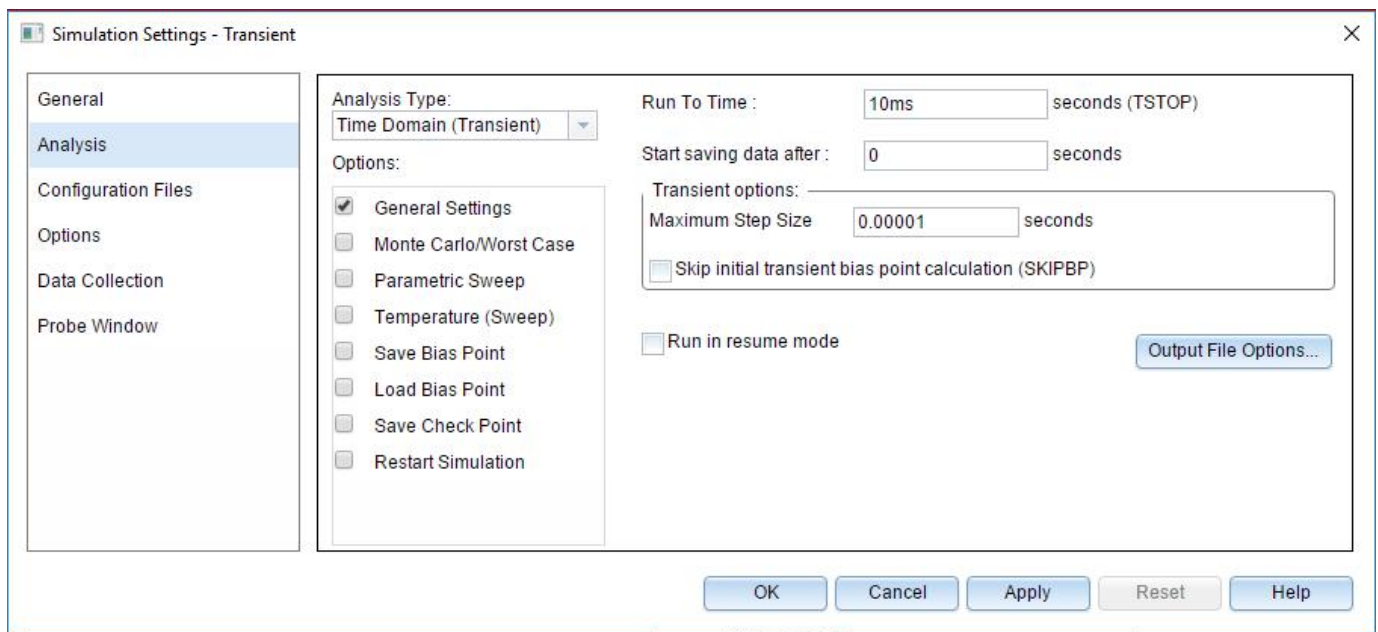 Simulation Settings - Transient
General
Analysis
Configuration Files
Options
Data Collection
Probe Window
Analysis Type:
Time Domain (Transient)
Options:
General Settings
Monte Carlo/Worst Case
Parametric Sweep
Temperature (Sweep)
Save Bias Point
Load Bias Point
Save Check Point
Restart Simulation
Run To Time : 10ms seconds (TSTOP)
Start saving data after : 0 seconds
Transient options:
Maximum Step Size 0.00001 seconds
Skip initial transient bias point calculation (SKIPBP)
Run in resume mode
Output File Options...
OK Cancel Apply Reset Help